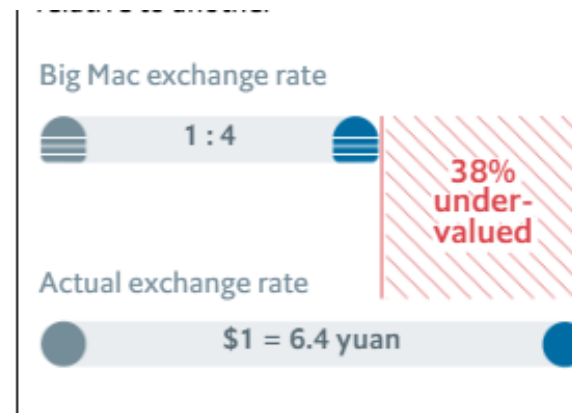 Big Mac exchange rate
1 : 4
38%
under-
valued
Actual exchange rate
$1 = 6.4 yuan